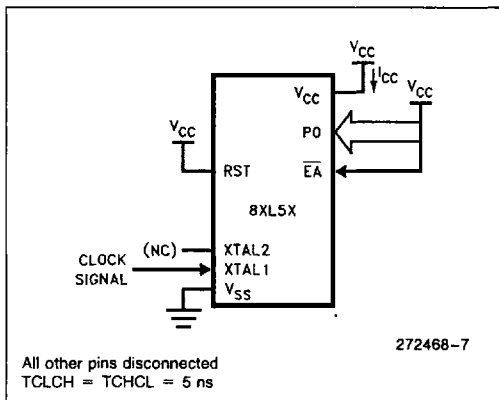 VCC
VCC
ICC
VCC
VCC
P0
VCC
RST
EA
8XL5X
(NC)
XTAL2
CLOCK
SIGNAL
XTAL1
VSS
272468-7
All other pins disconnected
TCLCH = TCHCL = 5 ns